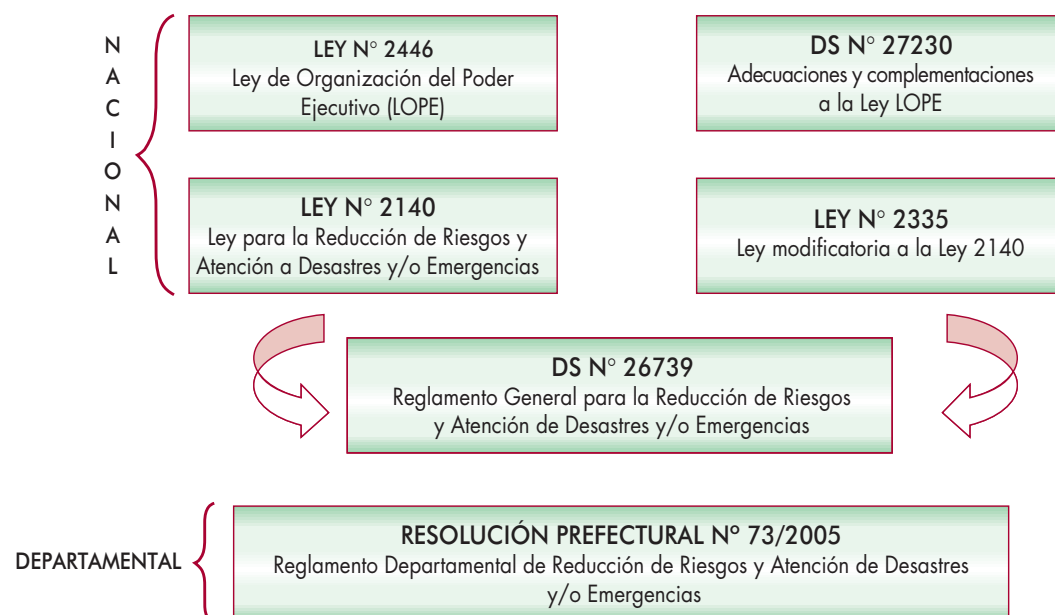 NACIONAL
LEY N° 2446
Ley de Organización del Poder
Ejecutivo (LOPE)
DS N° 27230
Adecuaciones y complementaciones
a la Ley LOPE
LEY N° 2140
Ley para la Reducción de Riesgos y
Atención a Desastres y/o Emergencias
LEY N° 2335
Ley modificatoria a la Ley 2140
DS N° 26739
Reglamento General para la Reducción de Riesgos
y Atención de Desastres y/o Emergencias
DEPARTAMENTAL
RESOLUCIÓN PREFECTURAL Nº 73/2005
Reglamento Departamental de Reducción de Riesgos y Atención de Desastres
y/o Emergencias